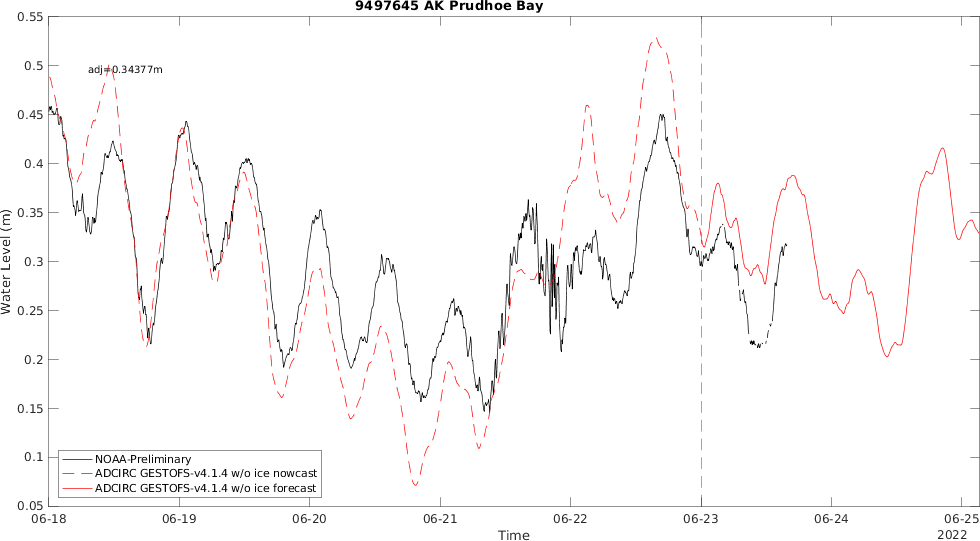 9497645 AK Prudhoe Bay
0.55
0.5
adj=0.34377m
0.45
0.4
0.35
0.3
0.25
0.2
0.15
0.1
0.05
Water Level (m)
NOAA-Preliminary
ADCIRC GESTOFS-v4.1.4 w/o ice nowcast
ADCIRC GESTOFS-v4.1.4 w/o ice forecast
06-18 06-19 06-20 06-21 06-22 06-23 06-24 06-25
Time 2022